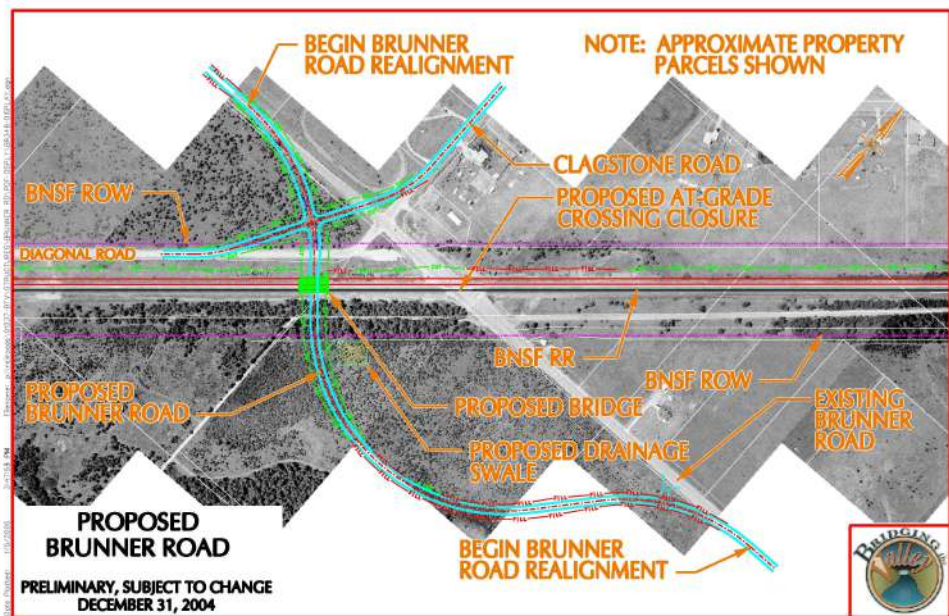 BEGIN BRUNNER
ROAD REALIGNMENT
NOTE: APPROXIMATE PROPERTY
PARCELS SHOWN
CLAGSTONE ROAD
PROPOSED AT-GRADE
CROSSING CLOSURE
BNSF ROW
DIAGONAL ROAD
BNSF RR
BNSF ROW
PROPOSED
BRUNNER ROAD
PROPOSED BRIDGE
EXISTING
BRUNNER
ROAD
PROPOSED DRAINAGE
SWALE
BEGIN BRUNNER
ROAD REALIGNMENT
PROPOSED
BRUNNER ROAD
PRELIMINARY, SUBJECT TO CHANGE
DECEMBER 31, 2004
BRIDGING
Valley